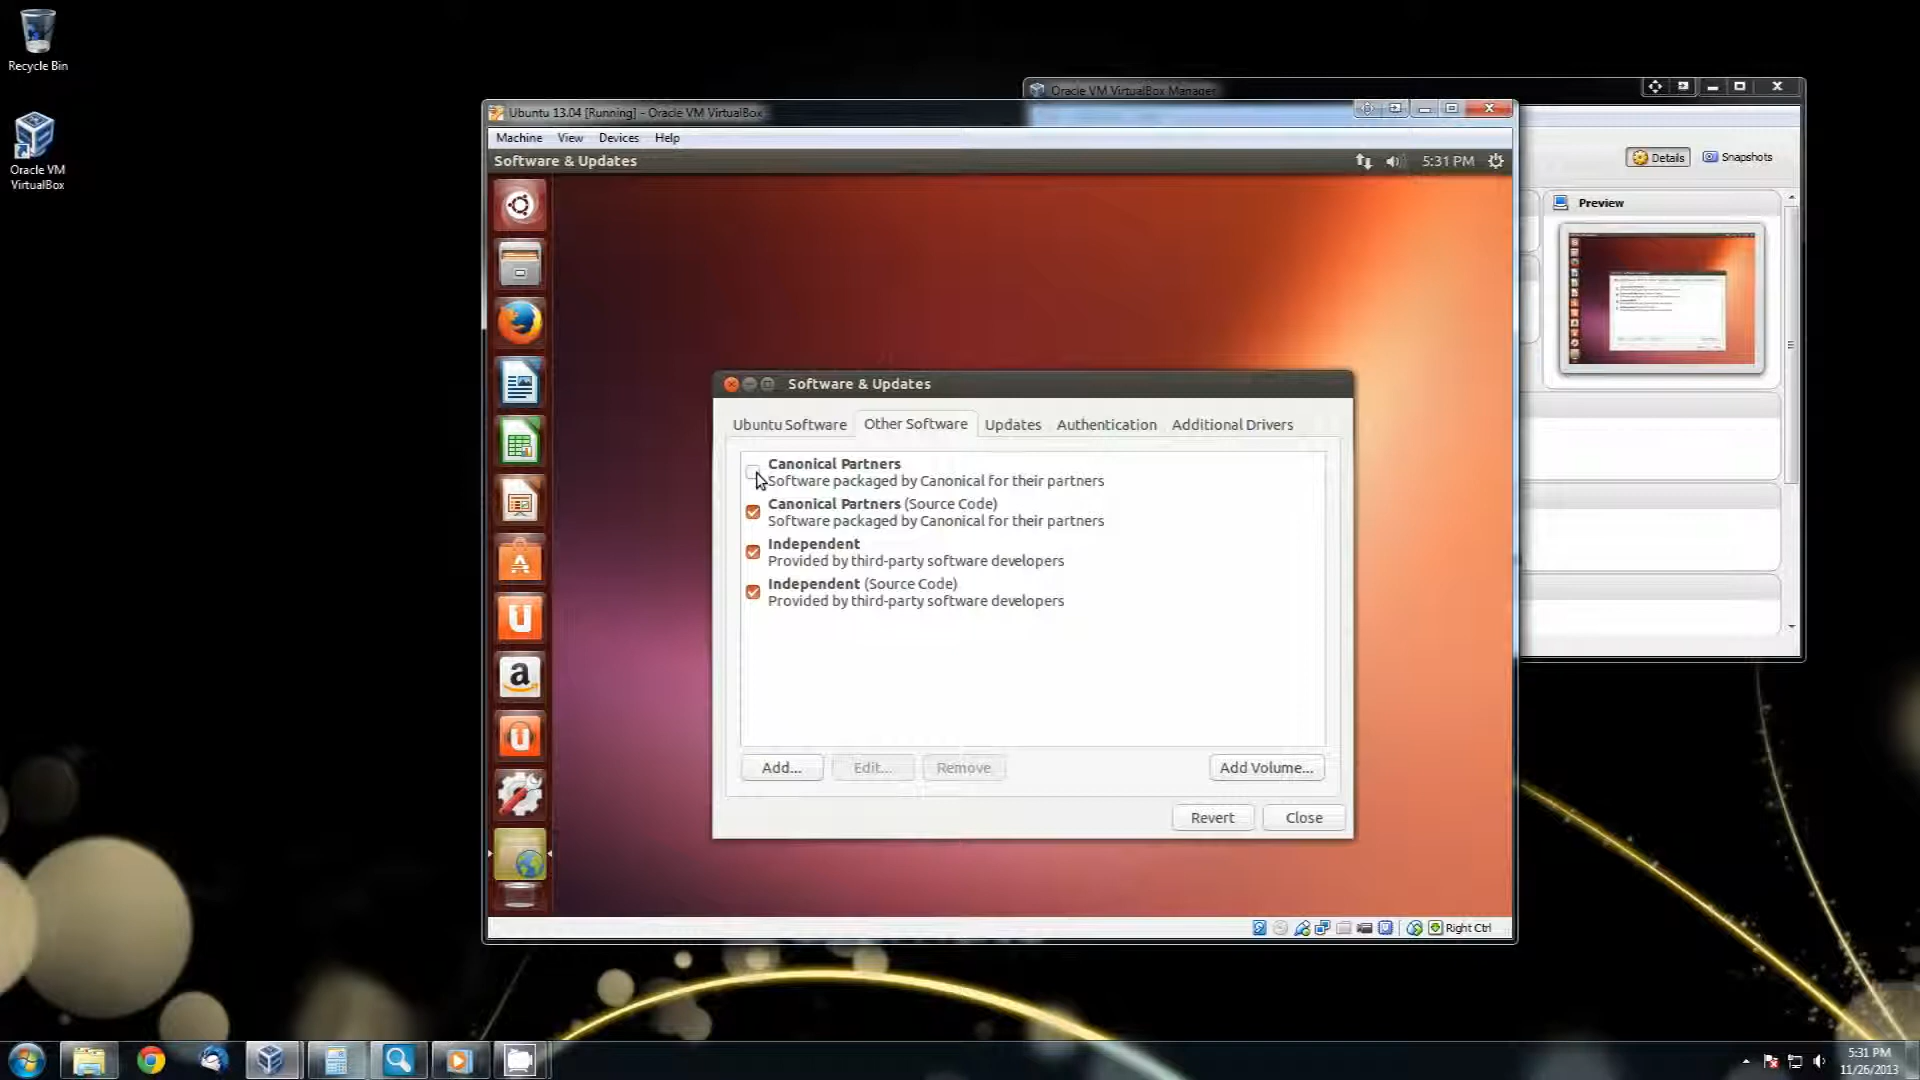 Recycle Bin
Oracle VM
VirtualBox
Oracle VM VirtualBox Manager
Ubuntu 13.04 [Running] - Oracle VM VirtualBox
Machine View Devices Help
Software & Updates
5:31 PM
Details
Snapshots
Preview
Software & Updates
Ubuntu Software Other Software Updates Authentication Additional Drivers
Canonical Partners
Software packaged by Canonical for their partners
Canonical Partners (Source Code)
Software packaged by Canonical for their partners
Independent
Provided by third-party software developers
Independent (Source Code)
Provided by third-party software developers
Add... Edit... Remove Add Volume...
Revert Close
Right Ctrl
5:31 PM
11/26/2013